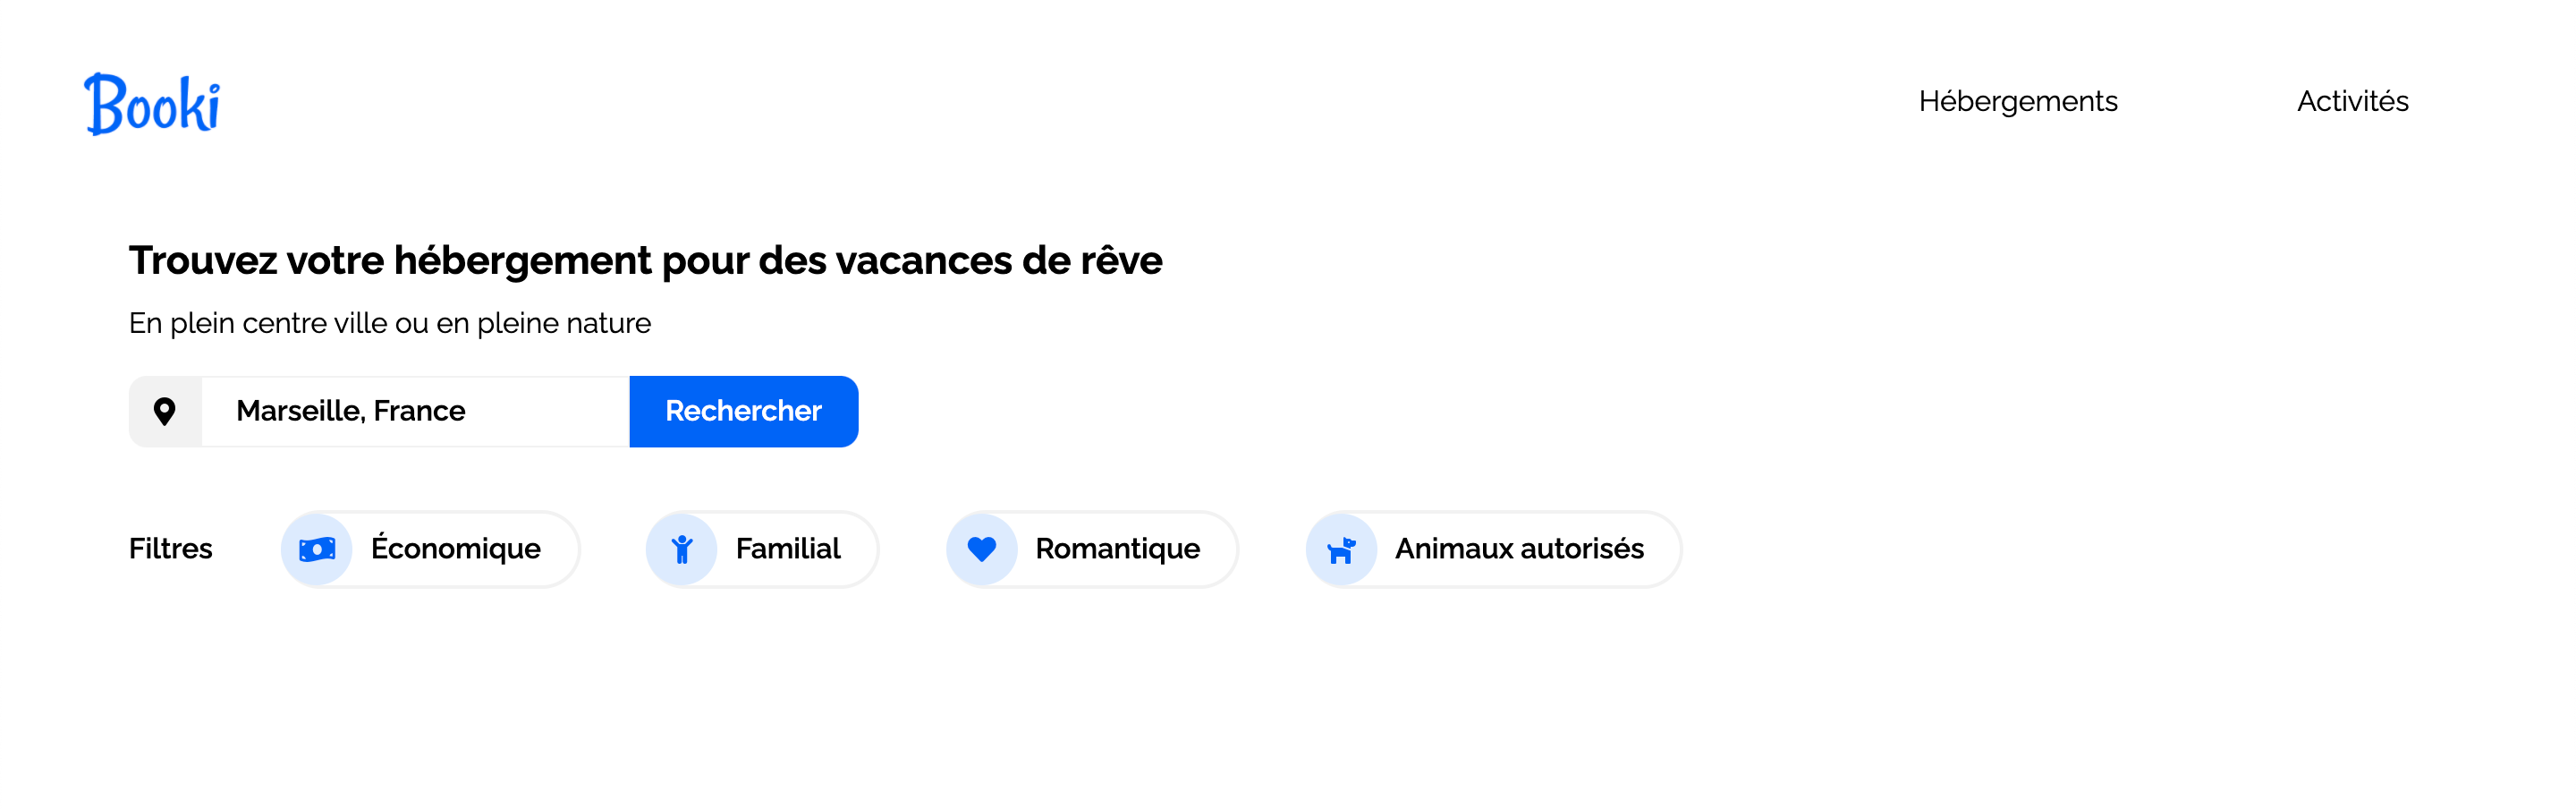 Booki
Hébergements
Activités
Trouvez votre hébergement pour des vacances de rêve
En plein centre ville ou en pleine nature
Marseille, France
Rechercher
Filtres
Économique
Familial
Romantique
Animaux autorisés